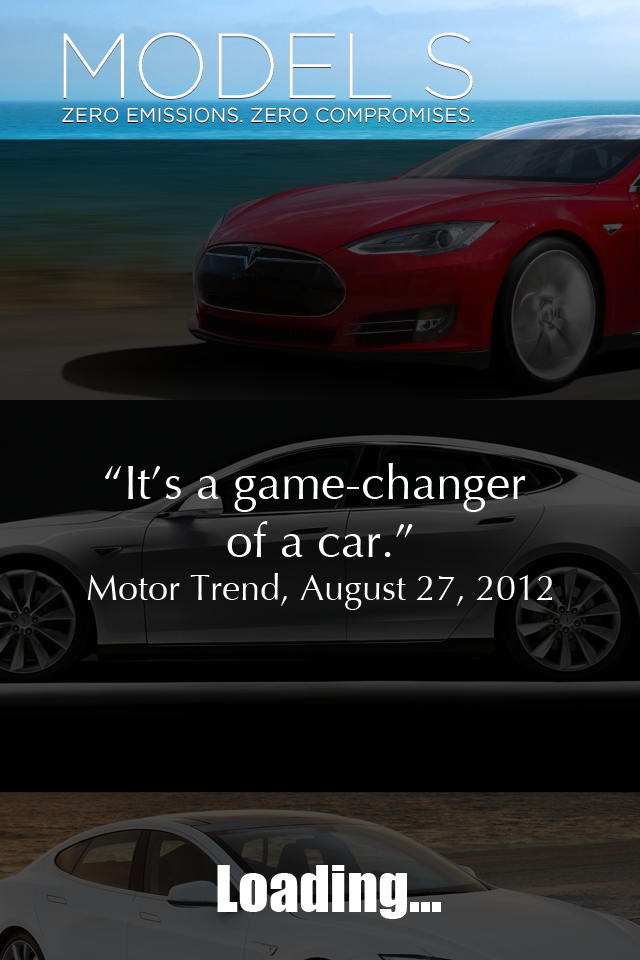 MODEL S
ZERO EMISSIONS. ZERO COMPROMISES.
“It’s a game-changer
of a car.”
Motor Trend, August 27, 2012
Loading...